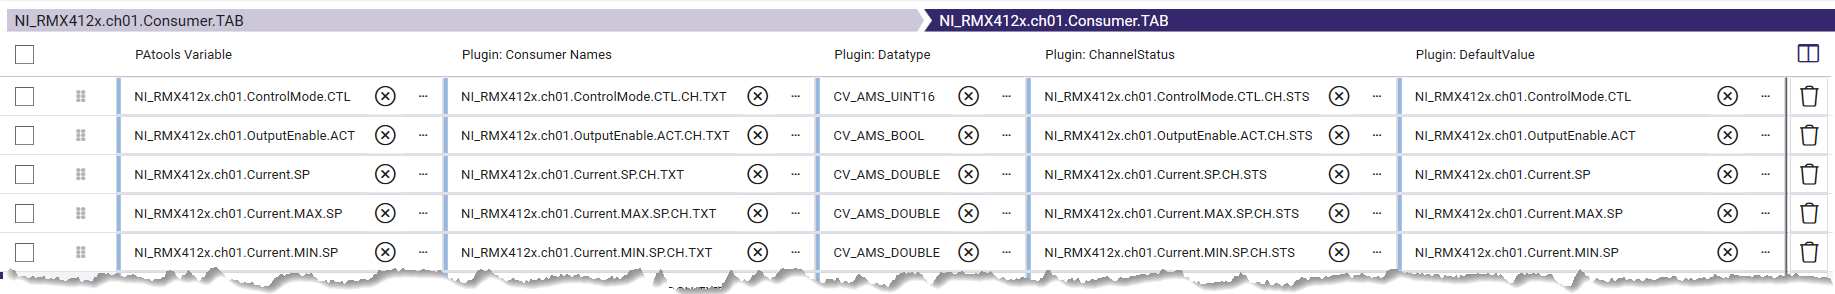 NI_RMX412x.ch01.Consumer.TAB NI_RMX412x.ch01.Consumer.TAB
PAtools Variable Plugin: Consumer Names Plugin: Datatype Plugin: ChannelStatus Plugin: DefaultValue
NI_RMX412x.ch01.ControlMode.CTL ... NI_RMX412x.ch01.ControlMode.CTL.CH.TXT ... CV_AMS_UINT16 ... NI_RMX412x.ch01.ControlMode.CTL.CH.STS ... NI_RMX412x.ch01.ControlMode.CTL ...
NI_RMX412x.ch01.OutputEnable.ACT ... NI_RMX412x.ch01.OutputEnable.ACT.CH.TXT ... CV_AMS_BOOL ... NI_RMX412x.ch01.OutputEnable.ACT.CH.STS ... NI_RMX412x.ch01.OutputEnable.ACT ...
NI_RMX412x.ch01.Current.SP ... NI_RMX412x.ch01.Current.SP.CH.TXT ... CV_AMS_DOUBLE ... NI_RMX412x.ch01.Current.SP.CH.STS ... NI_RMX412x.ch01.Current.SP ...
NI_RMX412x.ch01.Current.MAX.SP ... NI_RMX412x.ch01.Current.MAX.SP.CH.TXT ... CV_AMS_DOUBLE ... NI_RMX412x.ch01.Current.MAX.SP.CH.STS ... NI_RMX412x.ch01.Current.MAX.SP ...
NI_RMX412x.ch01.Current.MIN.SP ... NI_RMX412x.ch01.Current.MIN.SP.CH.TXT ... CV_AMS_DOUBLE ... NI_RMX412x.ch01.Current.MIN.SP.CH.STS ... NI_RMX412x.ch01.Current.MIN.SP ...